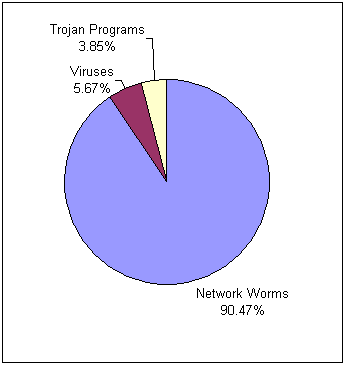 Trojan Programs
3.85%
Viruses
5.67%
Network Worms
90.47%